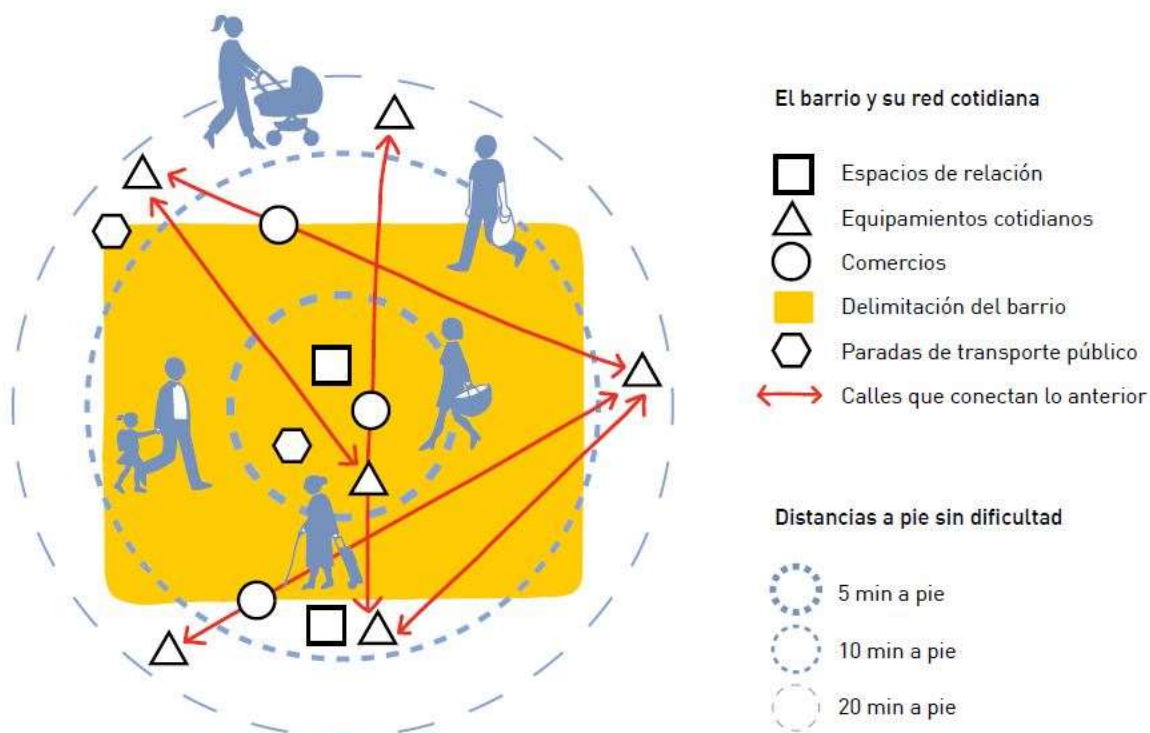 El barrio y su red cotidiana
Espacios de relación
Equipamientos cotidianos
Comercios
Delimitación del barrio
Paradas de transporte público
Calles que conectan lo anterior
Distancias a pie sin dificultad
5 min a pie
10 min a pie
20 min a pie